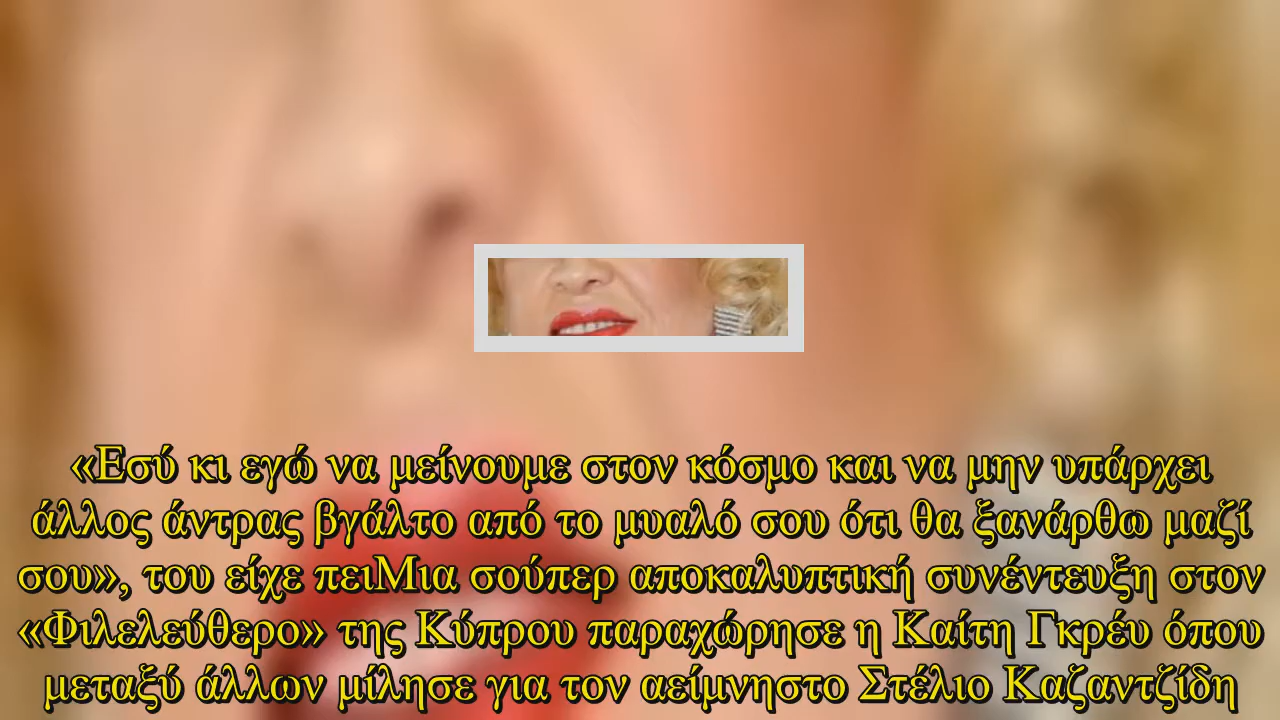 «Εσύ κι εγώ να μείνουμε στον κόσμο και να μην υπάρχει
άλλος άντρας βγάλτο από το μυαλό σου ότι θα ξανάρθω μαζί
σου», του είχε πειΜια σούπερ αποκαλυπτική συνέντευξη στον
«Φιλελεύθερο» της Κύπρου παραχώρησε η Καίτη Γκρέυ όπου
μεταξύ άλλων μίλησε για τον αείμνηστο Στέλιο Καζαντζίδη